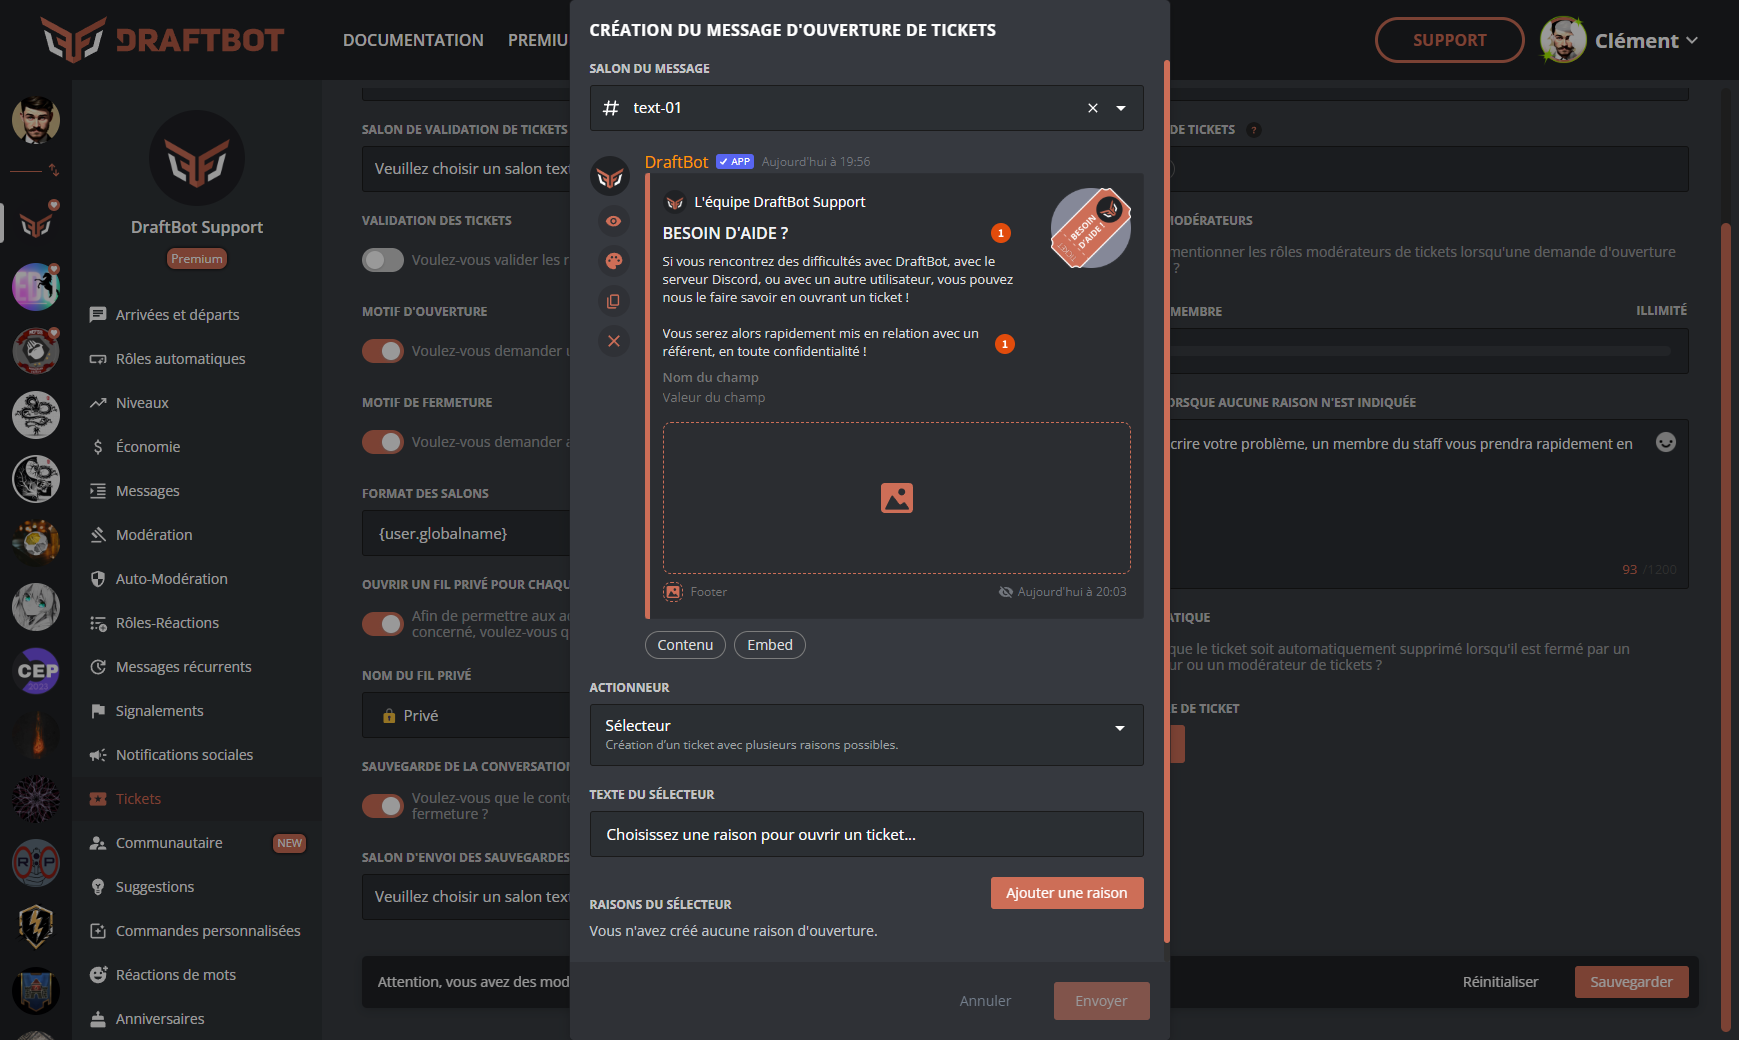 DRAFTBOT
DOCUMENTATION
PREMIU
SUPPORT
Clément
DraftBot Support
Premium
Arrivées et départs
Rôles automatiques
Niveaux
Économie
Messages
Modération
Auto-Modération
Rôles-Réactions
Messages récurrents
Signalements
Notifications sociales
Tickets
Communautaire
NEW
Suggestions
Commandes personnalisées
Réactions de mots
Anniversaires
CEP
2023
SALON DE VALIDATION DE TICKETS
Veuillez choisir un salon text
VALIDATION DES TICKETS
Voulez-vous valider les r
MOTIF D'OUVERTURE
Voulez-vous demander u
MOTIF DE FERMETURE
Voulez-vous demander a
FORMAT DES SALONS
{user.globalname}
OUVRIR UN FIL PRIVÉ POUR CHAQU
Afin de permettre aux ac
concerné, voulez-vous q
NOM DU FIL PRIVÉ
Privé
SAUVEGARDE DE LA CONVERSATION
Voulez-vous que le conte
fermeture ?
SALON D'ENVOI DES SAUVEGARDES
Veuillez choisir un salon text
Attention, vous avez des mod
CRÉATION DU MESSAGE D'OUVERTURE DE TICKETS
SALON DU MESSAGE
# text-01
DraftBot
APP
Aujourd'hui à 19:56
L'équipe DraftBot Support
BESOIN D'AIDE ?
1
BESOIN
D'AIDE !
TICKET
Si vous rencontrez des difficultés avec DraftBot, avec le
serveur Discord, ou avec un autre utilisateur, vous pouvez
nous le faire savoir en ouvrant un ticket !
Vous serez alors rapidement mis en relation avec un
référent, en toute confidentialité !
1
Nom du champ
Valeur du champ
Footer
Aujourd'hui à 20:03
Contenu
Embed
ACTIONNEUR
Sélecteur
Création d'un ticket avec plusieurs raisons possibles.
TEXTE DU SÉLECTEUR
Choisissez une raison pour ouvrir un ticket...
Ajouter une raison
RAISONS DU SÉLECTEUR
Vous n'avez créé aucune raison d'ouverture.
Annuler
Envoyer
DE TICKETS ?
MODÉRATEURS
mentionner les rôles modérateurs de tickets lorsqu'une demande d'ouverture
?
MEMBRE
ILLIMITÉ
ORSQUE AUCUNE RAISON N'EST INDIQUÉE
crire votre problème, un membre du staff vous prendra rapidement en
93 /1200
ATIQUE
que le ticket soit automatiquement supprimé lorsqu'il est fermé par un
ur ou un modérateur de tickets ?
E DE TICKET
Réinitialiser
Sauvegarder